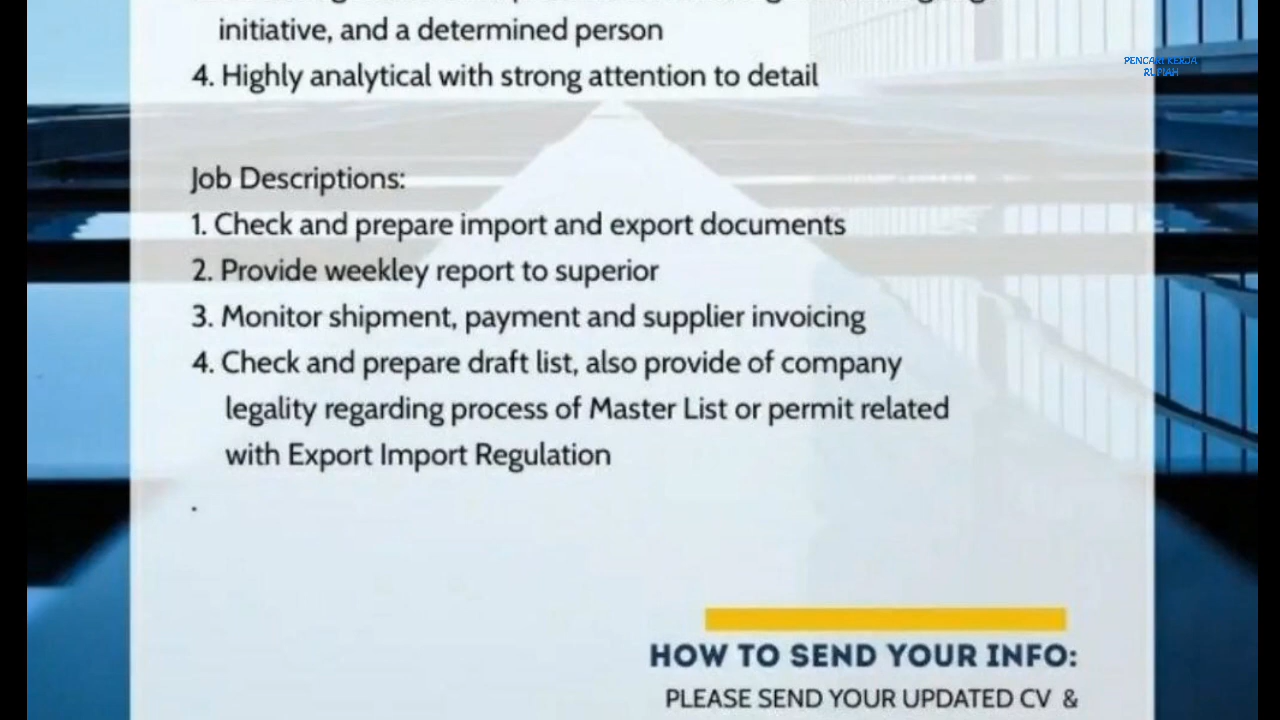 initiative, and a determined person
4. Highly analytical with strong attention to detail
PENCARI KERJA
RUPIAH
Job Descriptions:
1. Check and prepare import and export documents
2. Provide weekley report to superior
3. Monitor shipment, payment and supplier invoicing
4. Check and prepare draft list, also provide of company
legality regarding process of Master List or permit related
with Export Import Regulation
.
HOW TO SEND YOUR INFO:
PLEASE SEND YOUR UPDATED CV &